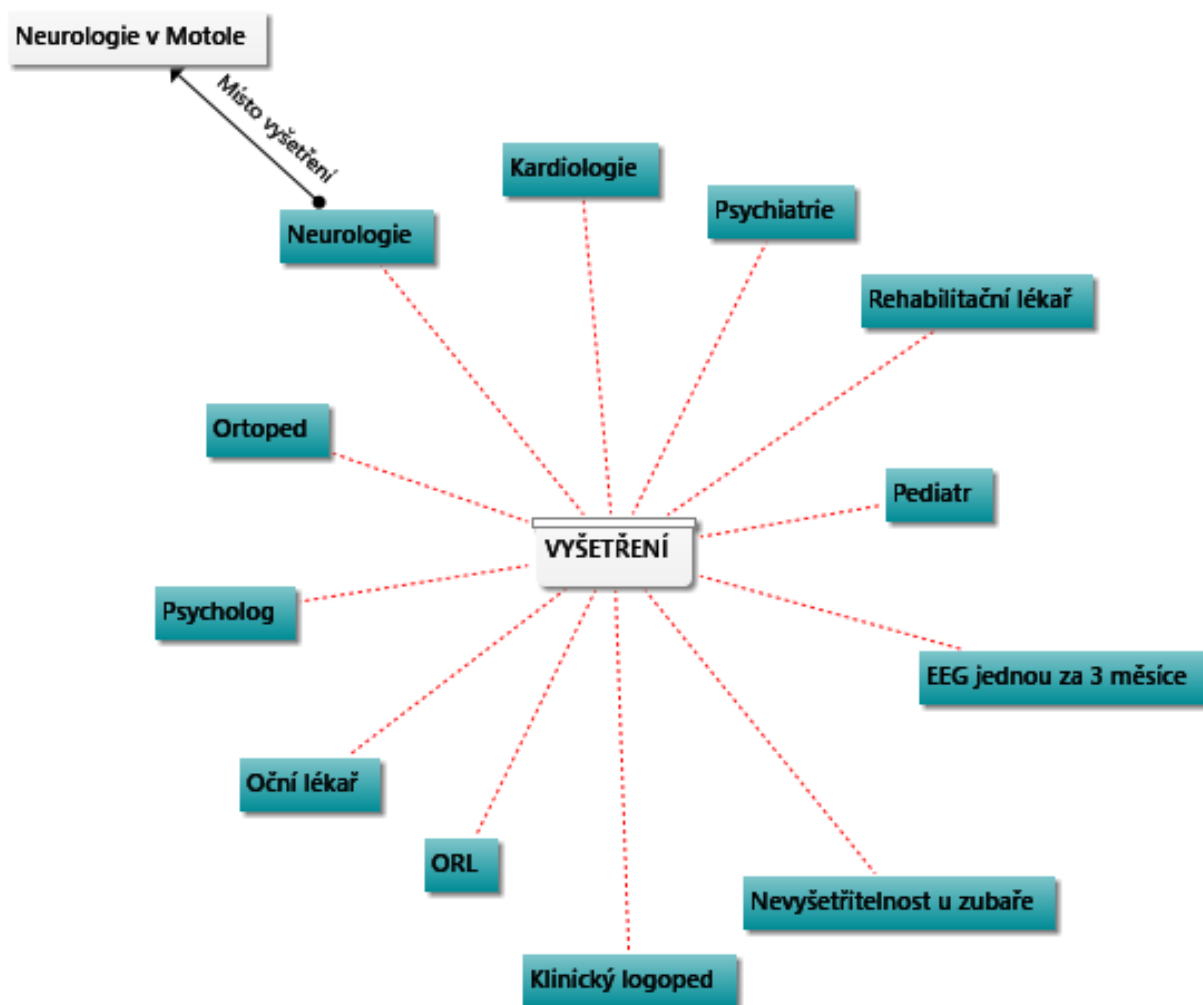 Neurologie v Motole
Místo vyšetření
Kardiologie
Psychiatrie
Neurologie
Rehabilitační lékař
Ortoped
Pediatr
VYŠETŘENÍ
Psycholog
EEG jednou za 3 měsíce
Oční lékař
ORL
Nevyšetřitelnost u zubaře
Klinický logoped